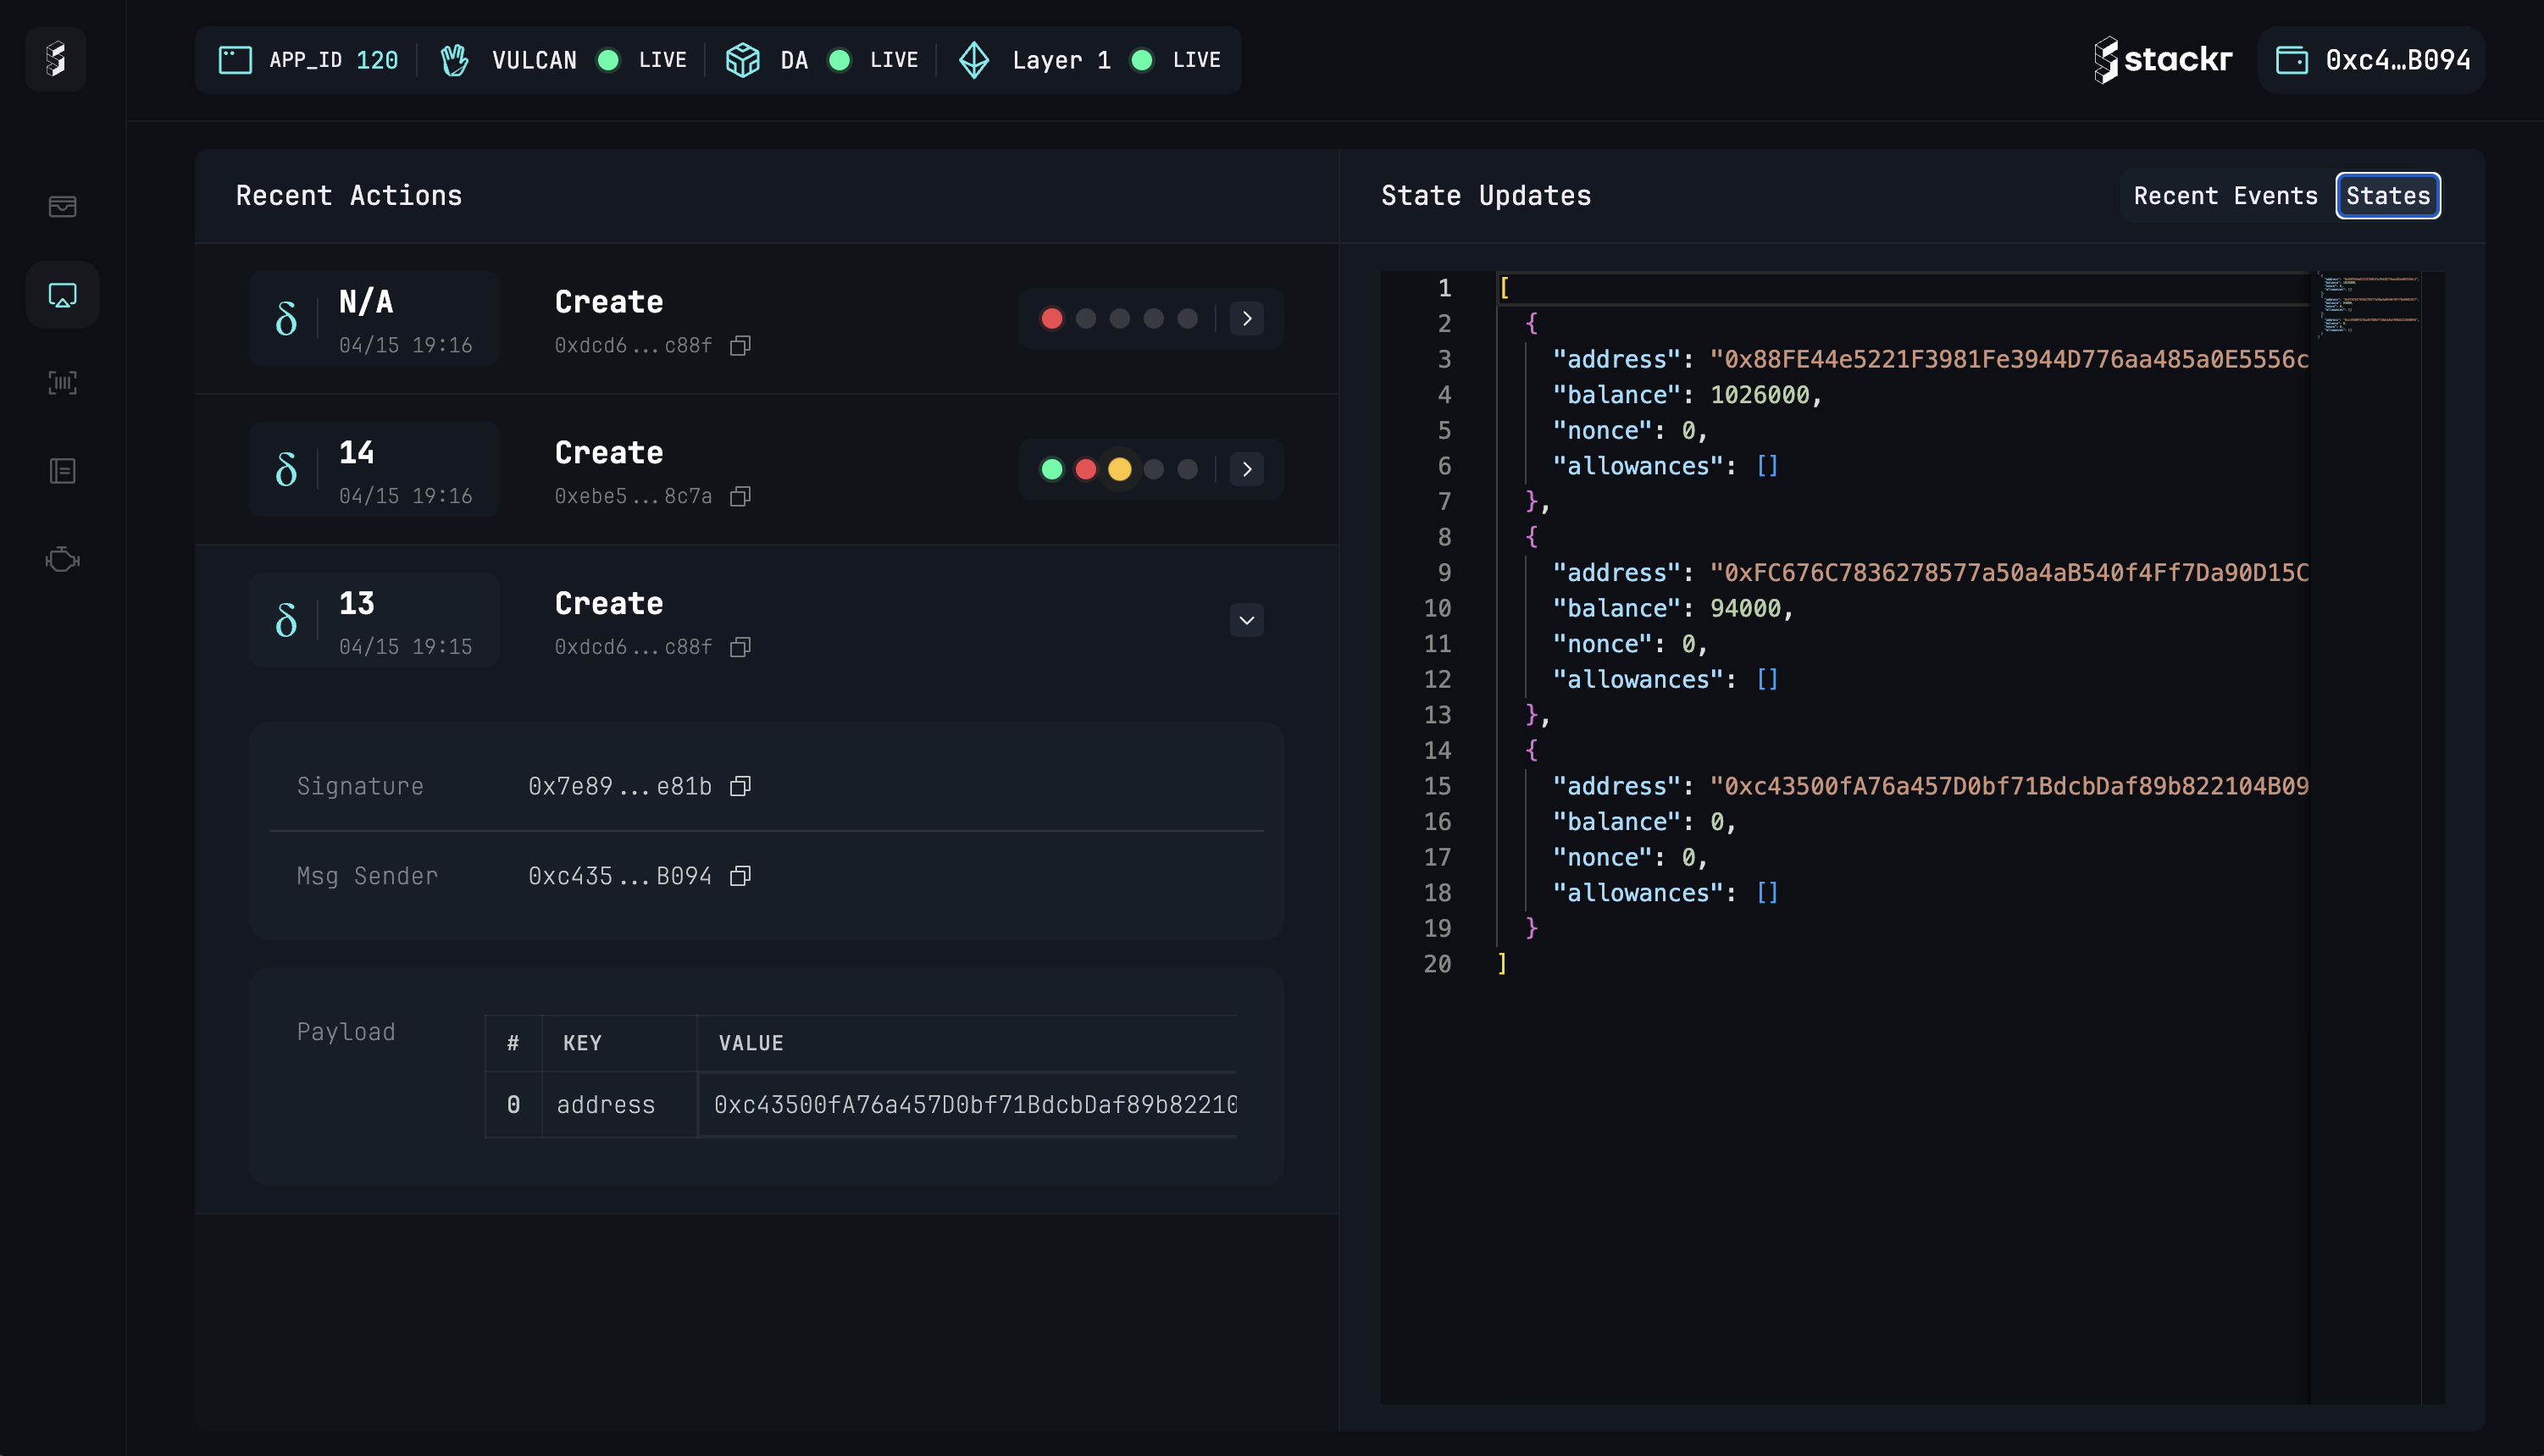 APP_ID 120 VULCAN LIVE DA LIVE Layer 1 LIVE
stackr
0xc4…B094
Recent Actions
δ
N/A
04/15 19:16
Create
0xdcd6...c88f
δ
14
04/15 19:16
Create
0xebe5...8c7a
δ
13
04/15 19:15
Create
0xdcd6...c88f
Signature 0x7e89...e81b
Msg Sender 0xc435...B094
Payload
# KEY VALUE
0 address 0xc43500fA76a457D0bf71BdcbDaf89b82210
State Updates
Recent Events States
1 [
2 {
3 "address": "0x88FE44e5221F3981Fe3944D776aa485a0E5556c
4 "balance": 1026000,
5 "nonce": 0,
6 "allowances": []
7 },
8 {
9 "address": "0xFC676C7836278577a50a4aB540f4Ff7Da90D15C
10 "balance": 94000,
11 "nonce": 0,
12 "allowances": []
13 },
14 {
15 "address": "0xc43500fA76a457D0bf71BdcbDaf89b822104B09
16 "balance": 0,
17 "nonce": 0,
18 "allowances": []
19 }
20 ]